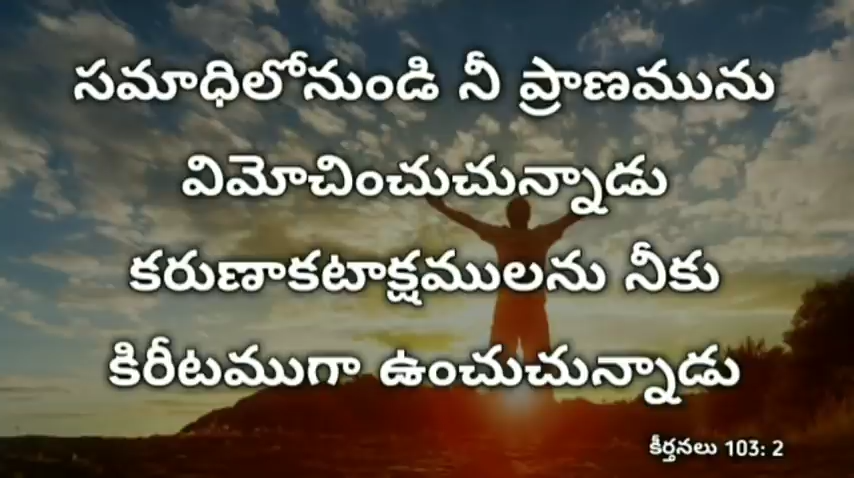 సమాధిలోనుండి నీ ప్రాణమును
విమోచించుచున్నాడు
కరుణాకటాక్షములను నీకు
కిరీటముగా ఉంచుచున్నాడు
కీర్తనలు 103: 2